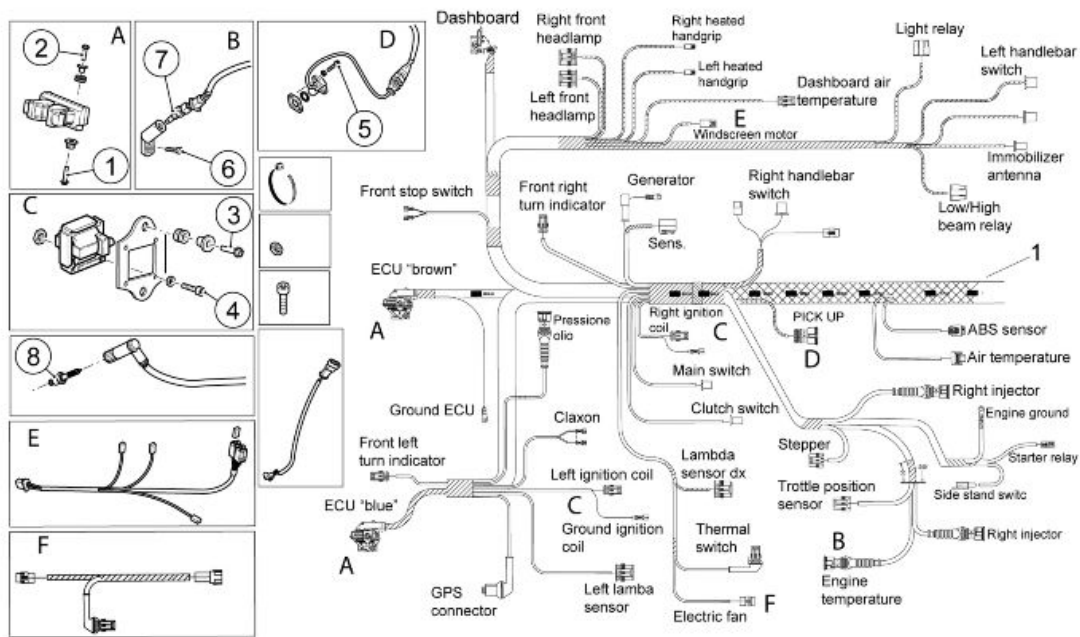 A
2
1
B
7
6
D
5
C
3
4
8
E
F
Dashboard
Right front
headlamp
Left front
headlamp
Right heated
handgrip
Left heated
handgrip
Dashboard air
temperature
E
Windscreen motor
Light relay
Left handlebar
switch
Immobilizer
antenna
Low/High
beam relay
Front stop switch
Front right
turn indicator
Generator
Sens.
Right handlebar
switch
1
ECU "brown"
A
Pressione
olio
Right ignition
coil
C
PICK UP
D
ABS sensor
Air temperature
Main switch
Clutch switch
Ground ECU
Claxon
Front left
turn indicator
Left ignition coil
C
Ground ignition
coil
ECU "blue"
A
GPS
connector
Left lamba
sensor
Lambda
sensor dx
Thermal
switch
Electric fan
F
Right injector
Engine ground
Stepper
Starter relay
Side stand switc
Trottle position
sensor
B
Right injector
Engine
temperature